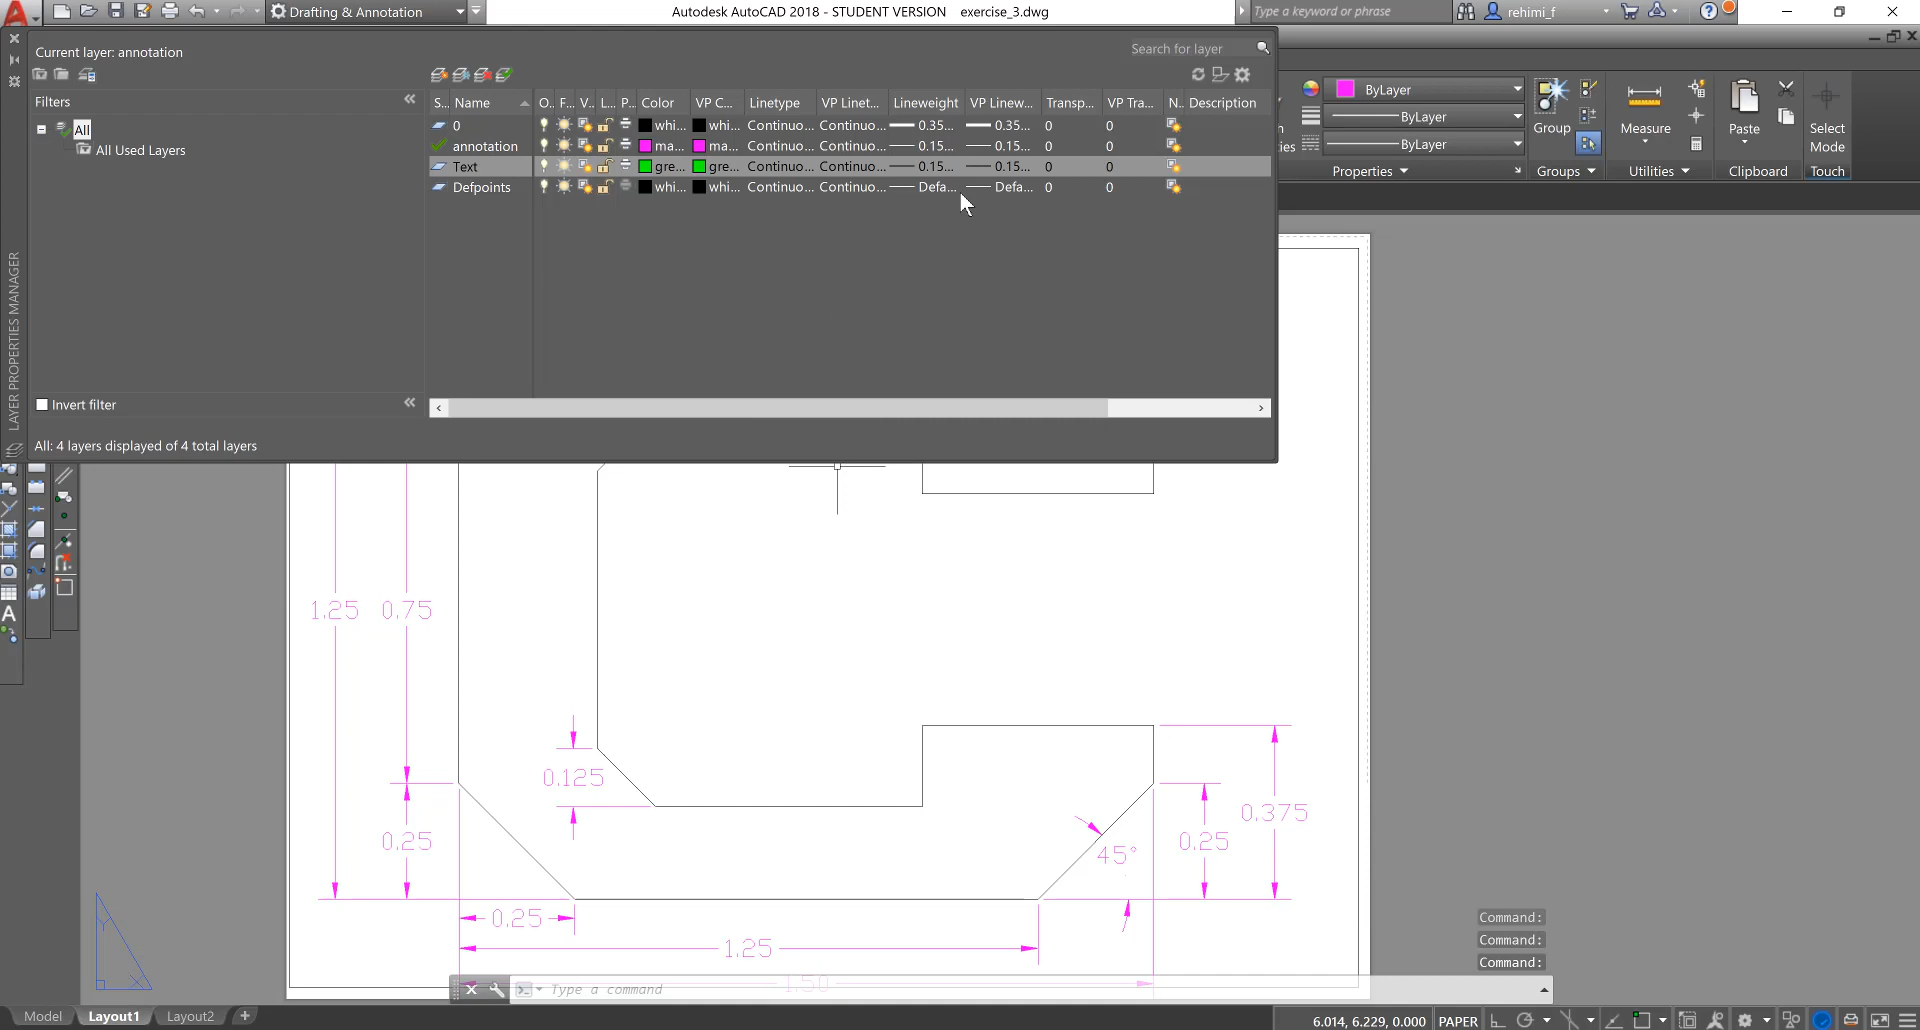 Drafting & Annotation
Autodesk AutoCAD 2018 - STUDENT VERSION exercise_3.dwg
Type a keyword or phrase
rehimi_f
Current layer: annotation
Search for layer
Filters
All
All Used Layers
S.. Name O. F.. V.. L... P.. Color VP C... Linetype VP Linet... Lineweight VP Linew... Transp... VP Tra... N.. Description
0 whi... whi... Continuo... Continuo... 0.35... 0.35... 0 0
annotation ma... ma... Continuo... Continuo... 0.15... 0.15... 0 0
Text gre... gre... Continuo... Continuo... 0.15... 0.15... 0 0
Defpoints whi... whi... Continuo... Continuo... Defa... Defa... 0 0
Invert filter
All: 4 layers displayed of 4 total layers
LAYER PROPERTIES MANAGER
ByLayer
ByLayer
ByLayer
Properties
Group
Groups
Measure
Utilities
Paste
Clipboard
Select
Mode
Touch
1.25 0.75
0.125
0.25
45°
0.25
0.375
0.25
1.25
1.50
X
Y
A
Command:
Command:
Command:
Type a command
Model Layout1 Layout2 +
6.014, 6.229, 0.000 PAPER